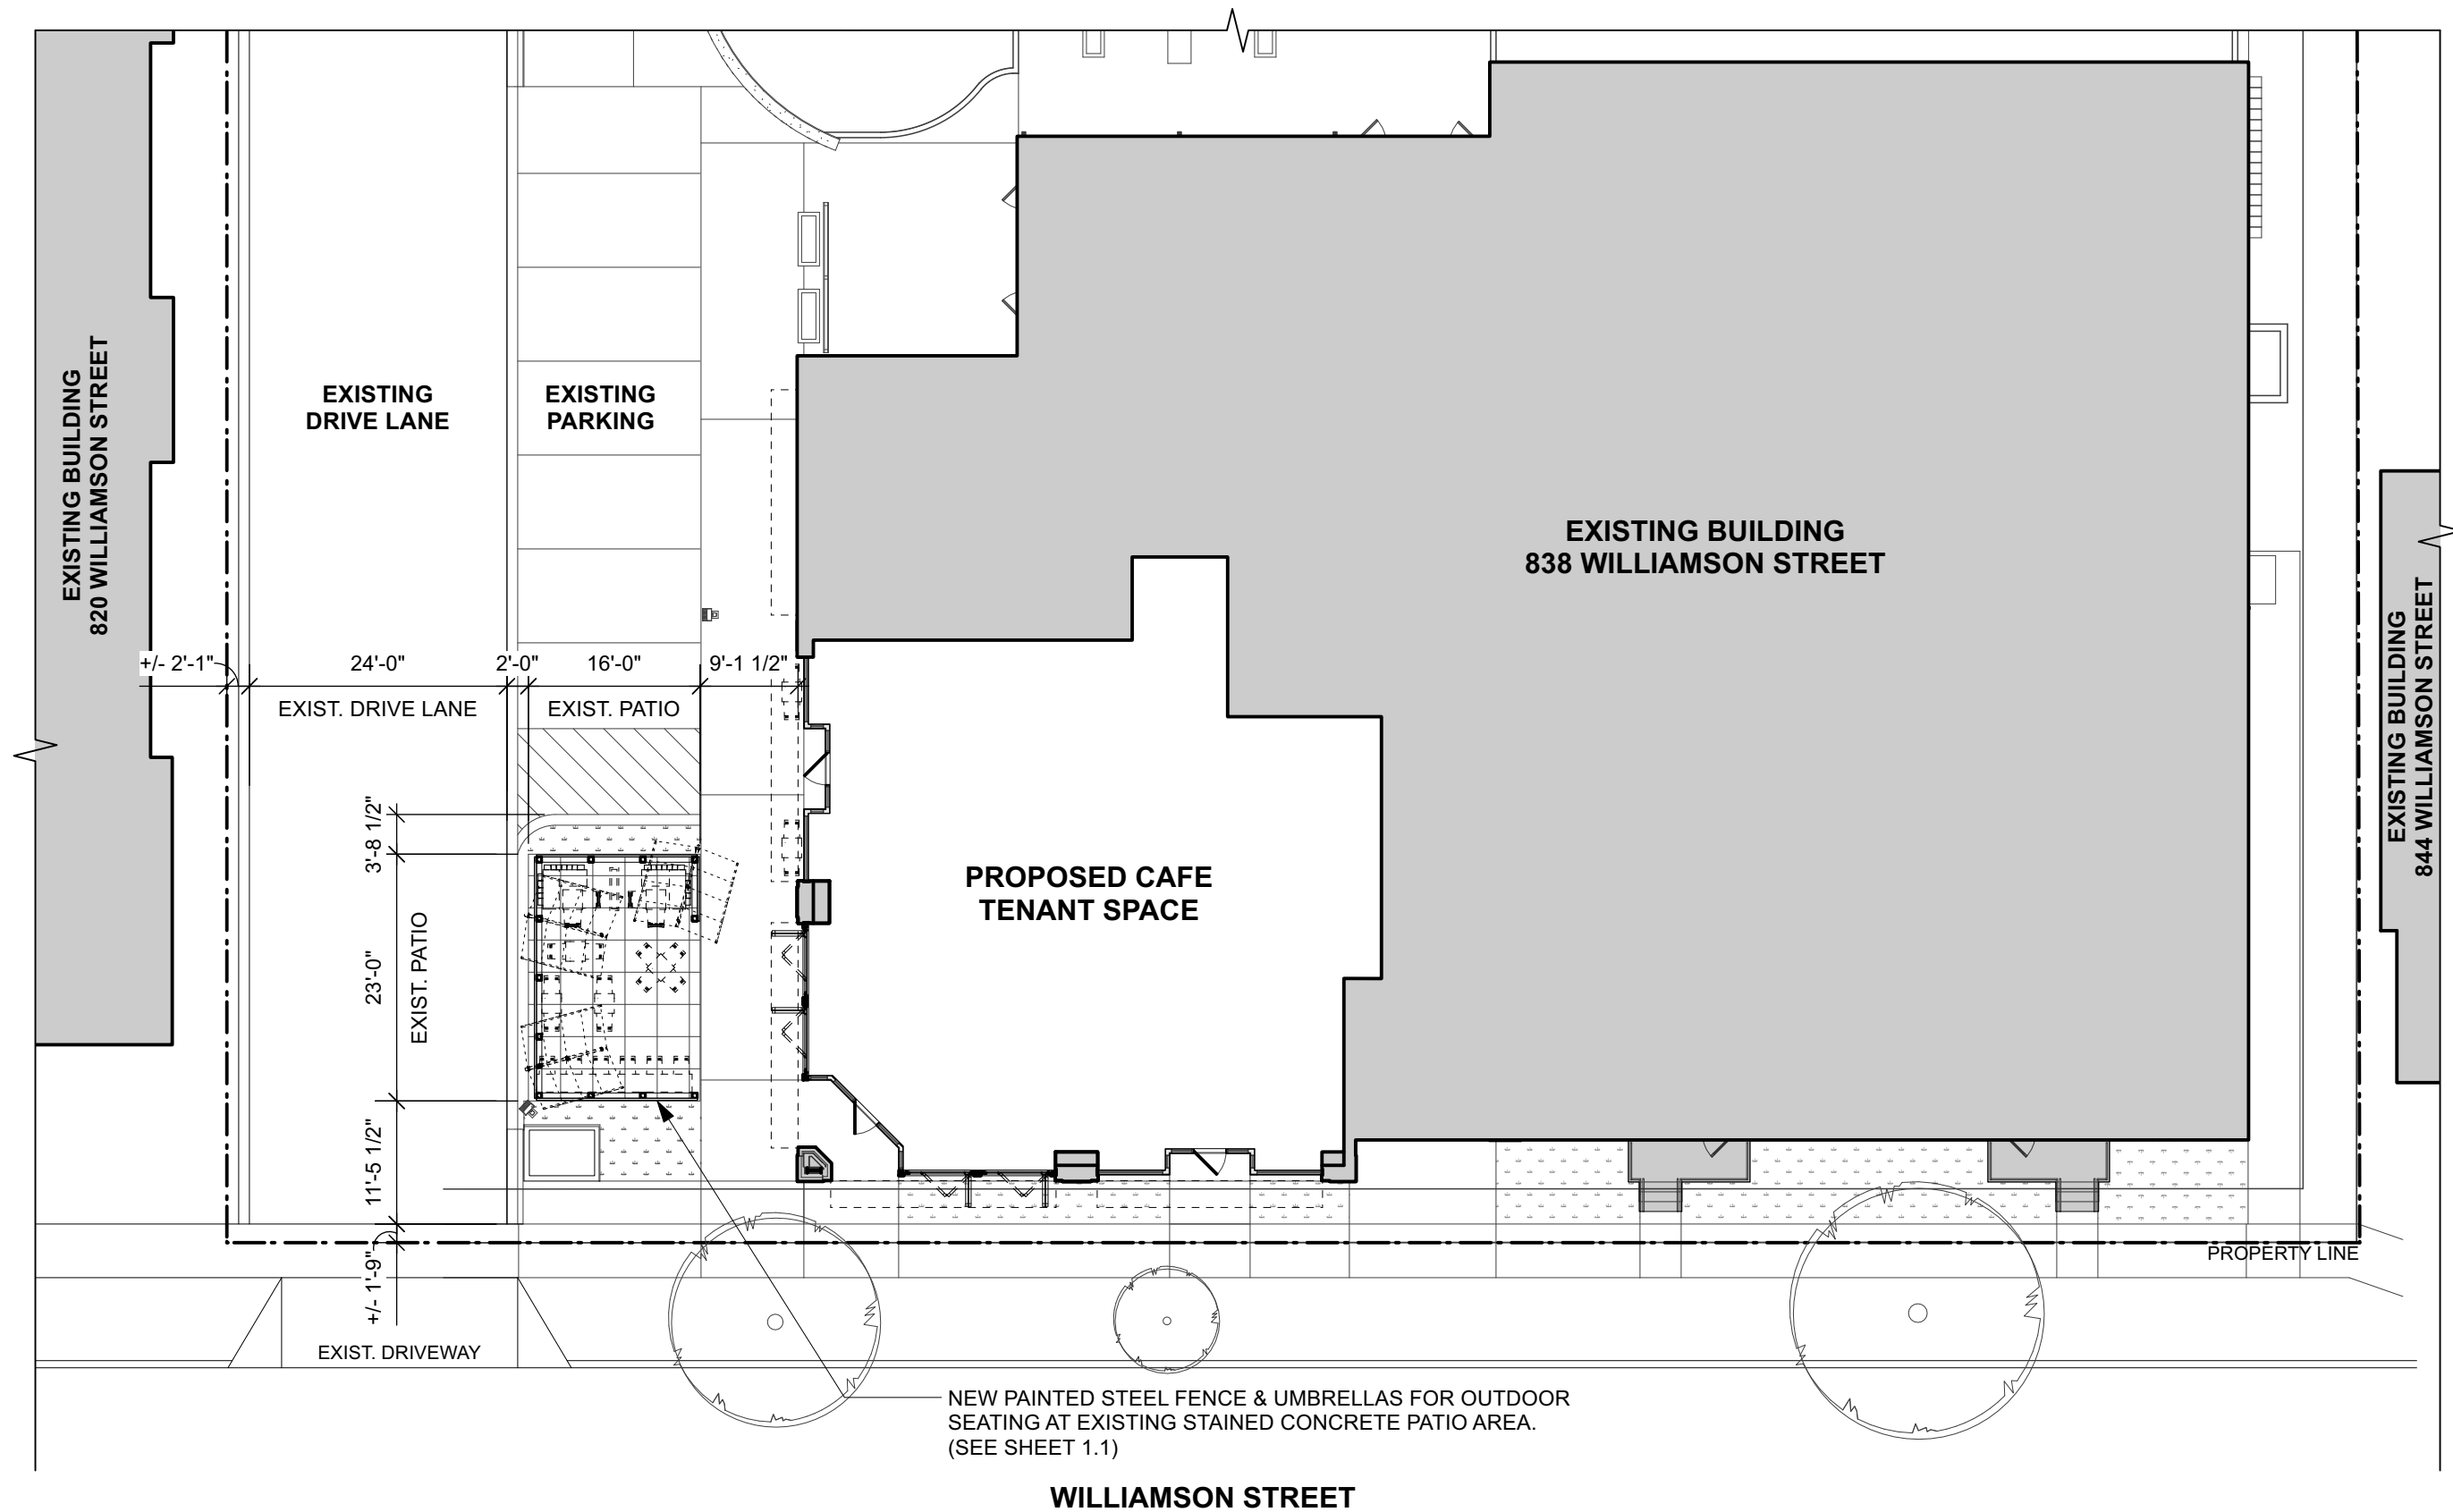 EXISTING BUILDING
820 WILLIAMSON STREET
EXISTING
DRIVE LANE
EXISTING
PARKING
EXISTING BUILDING
838 WILLIAMSON STREET
EXISTING BUILDING
844 WILLIAMSON STREET
+/- 2'-1"
24'-0"
2'-0"
16'-0"
9'-1 1/2"
EXIST. DRIVE LANE
EXIST. PATIO
3'-8 1/2"
23'-0"
EXIST. PATIO
11'-5 1/2"
+/- 1'-9"
PROPOSED CAFE
TENANT SPACE
PROPERTY LINE
EXIST. DRIVEWAY
NEW PAINTED STEEL FENCE & UMBRELLAS FOR OUTDOOR
SEATING AT EXISTING STAINED CONCRETE PATIO AREA.
(SEE SHEET 1.1)
WILLIAMSON STREET